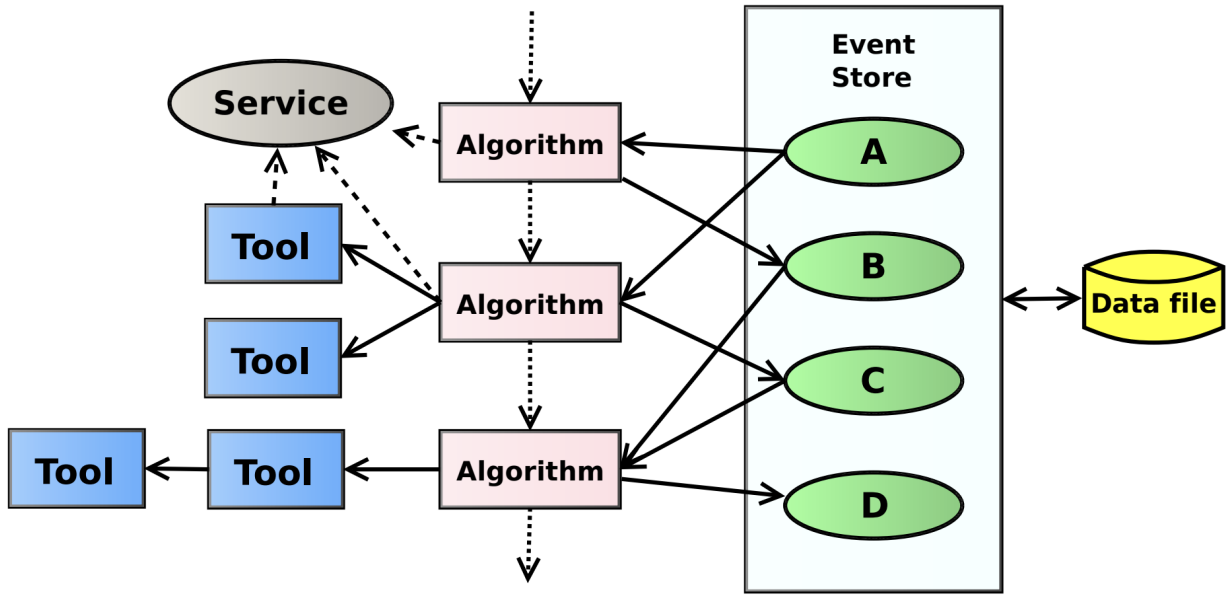 Event
Store
Service
Algorithm
A
Tool
B
Algorithm
Data file
Tool
C
Tool
Tool
Algorithm
D